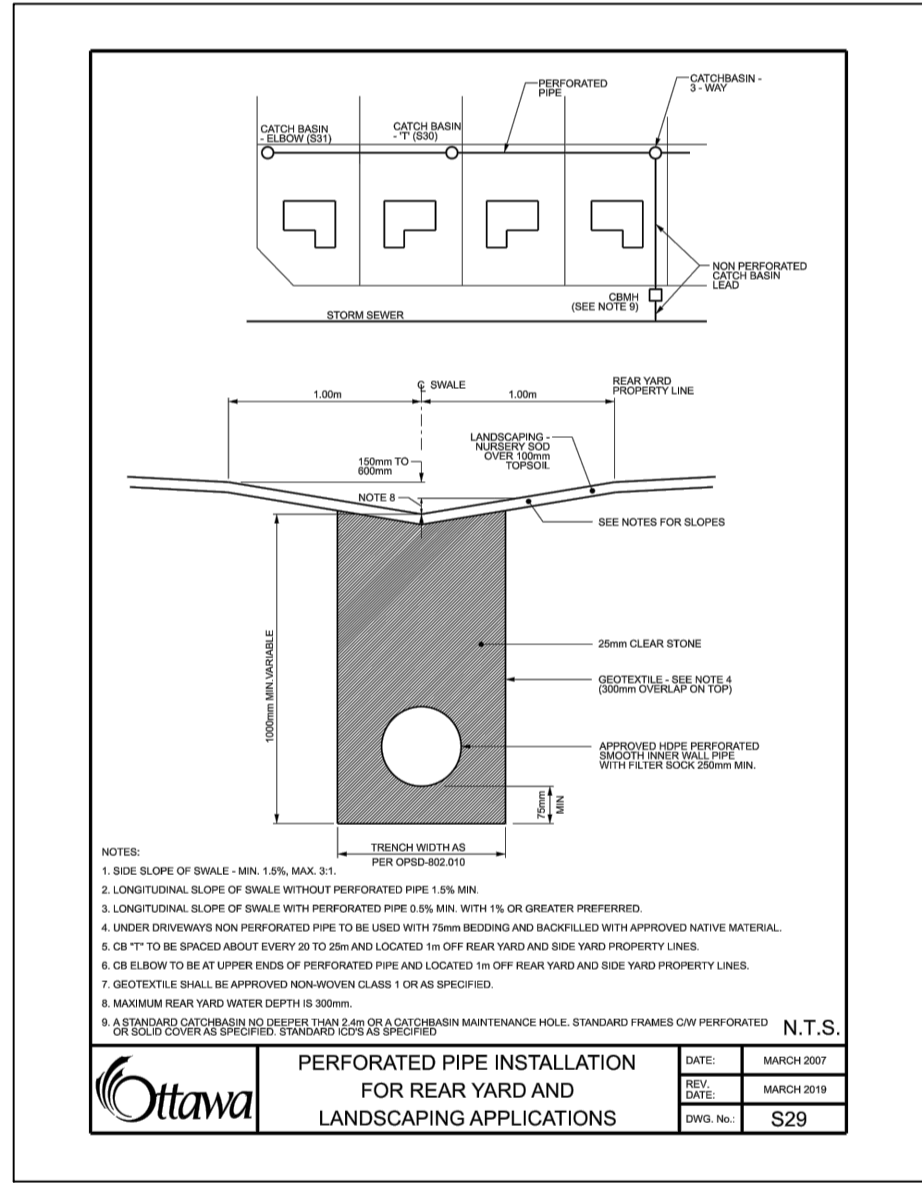 PERFORATED
PIPE
CATCHBASIN -
3 - WAY
CATCH BASIN
- ELBOW (S31)
CATCH BASIN
- 'T' (S30)
NON PERFORATED
CATCH BASIN
LEAD
CBMH
(SEE NOTE 9)
STORM SEWER
℄ SWALE
REAR YARD
PROPERTY LINE
1.00m
1.00m
LANDSCAPING -
NURSERY SOD
OVER 100mm
TOPSOIL
150mm TO
600mm
NOTE 8
SEE NOTES FOR SLOPES
1000mm MIN.VARIABLE
25mm CLEAR STONE
GEOTEXTILE - SEE NOTE 4
(300mm OVERLAP ON TOP)
APPROVED HDPE PERFORATED
SMOOTH INNER WALL PIPE
WITH FILTER SOCK 250mm MIN.
75mm
MIN
TRENCH WIDTH AS
PER OPSD-802.010
NOTES:
1. SIDE SLOPE OF SWALE - MIN. 1.5%, MAX. 3:1.
2. LONGITUDINAL SLOPE OF SWALE WITHOUT PERFORATED PIPE 1.5% MIN.
3. LONGITUDINAL SLOPE OF SWALE WITH PERFORATED PIPE 0.5% MIN. WITH 1% OR GREATER PREFERRED.
4. UNDER DRIVEWAYS NON PERFORATED PIPE TO BE USED WITH 75mm BEDDING AND BACKFILLED WITH APPROVED NATIVE MATERIAL.
5. CB "T" TO BE SPACED ABOUT EVERY 20 TO 25m AND LOCATED 1m OFF REAR YARD AND SIDE YARD PROPERTY LINES.
6. CB ELBOW TO BE AT UPPER ENDS OF PERFORATED PIPE AND LOCATED 1m OFF REAR YARD AND SIDE YARD PROPERTY LINES.
7. GEOTEXTILE SHALL BE APPROVED NON-WOVEN CLASS 1 OR AS SPECIFIED.
8. MAXIMUM REAR YARD WATER DEPTH IS 300mm.
9. A STANDARD CATCHBASIN NO DEEPER THAN 2.4m OR A CATCHBASIN MAINTENANCE HOLE. STANDARD FRAMES C/W PERFORATED
OR SOLID COVER AS SPECIFIED. STANDARD ICD'S AS SPECIFIED
N.T.S.
Ottawa
PERFORATED PIPE INSTALLATION
FOR REAR YARD AND
LANDSCAPING APPLICATIONS
DATE: MARCH 2007
REV. DATE: MARCH 2019
DWG. No.: S29